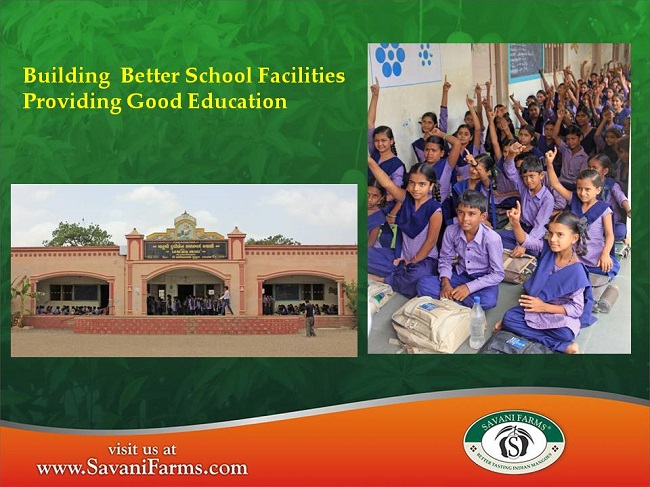 Building  Better School Facilities
Providing Good Education
visit us at
www.SavaniFarms.com
SAVANI FARMS®
BETTER TASTING INDIAN MANGOES